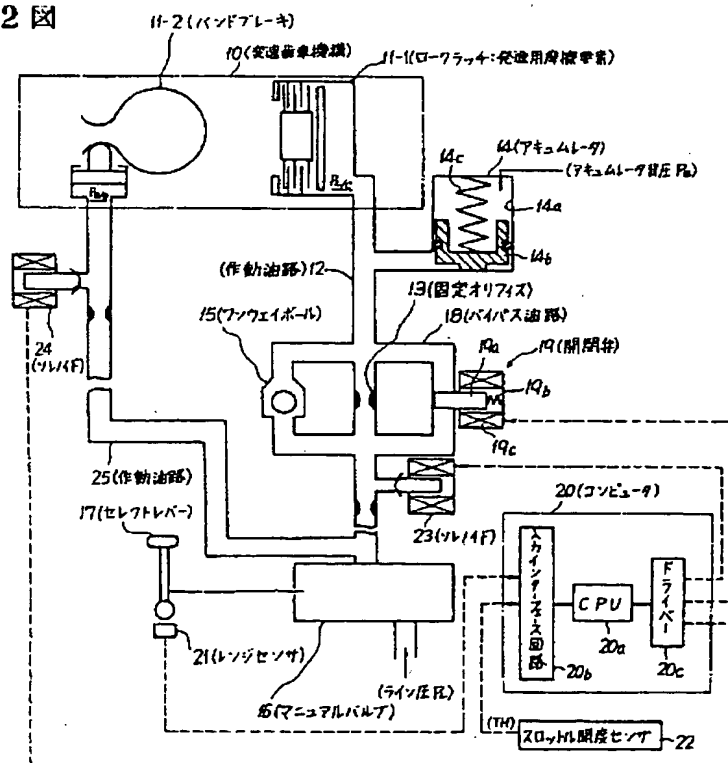 2図
11-2(バンドブレーキ)
10(変速歯車機構)
11-1(ロークラッチ:発進用摩擦要素)
14c
14(アキュムレータ)
(アキュムレータ背圧Pa)
14a
14b
(作動油路)12
13(固定オリフィス)
18(バイパス油路)
15(ワンウェイボール)
19a
19(開閉弁)
19b
19c
24
(ソレノイド)
25(作動油路)
23(ソレノイド)
17(セレクトレバー)
20(コンピュータ)
入力インターフェース回路
20b
CPU
20a
ドライバー
20c
21(レンジセンサ)
(ライン圧PL)
16(マニュアルバルブ)
(TH)
スロットル開度センサ
22